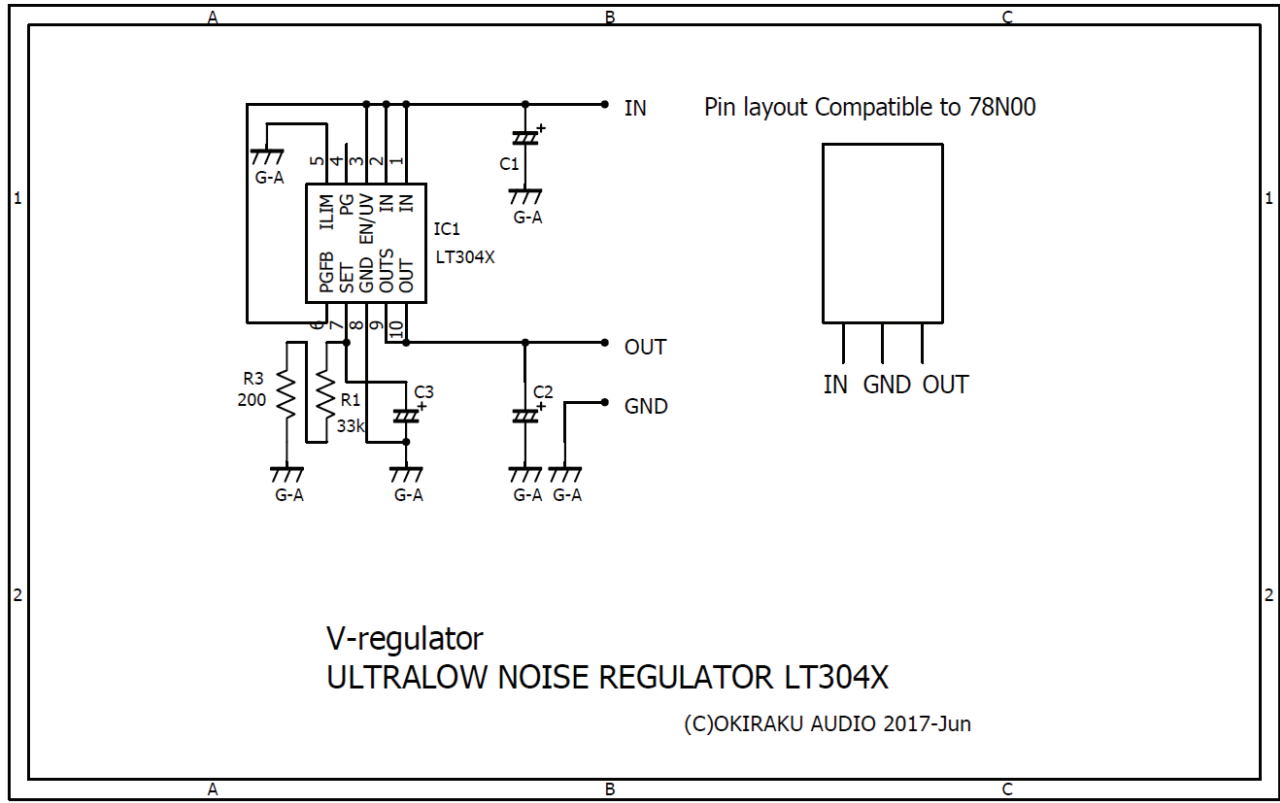 A B C
IN
Pin layout Compatible to 78N00
C1 +
G-A
G-A
1 1
5 4 3 2 1
ILIM PG EN/UV IN IN
IC1
LT304X
PGFB SET GND OUTS OUT
6 7 8 9 10
OUT
IN GND OUT
R3
200
R1
33k
C3 +
C2 +
GND
G-A G-A G-A G-A
2 2
V-regulator
ULTRALOW NOISE REGULATOR LT304X
(C)OKIRAKU AUDIO 2017-Jun
A B C